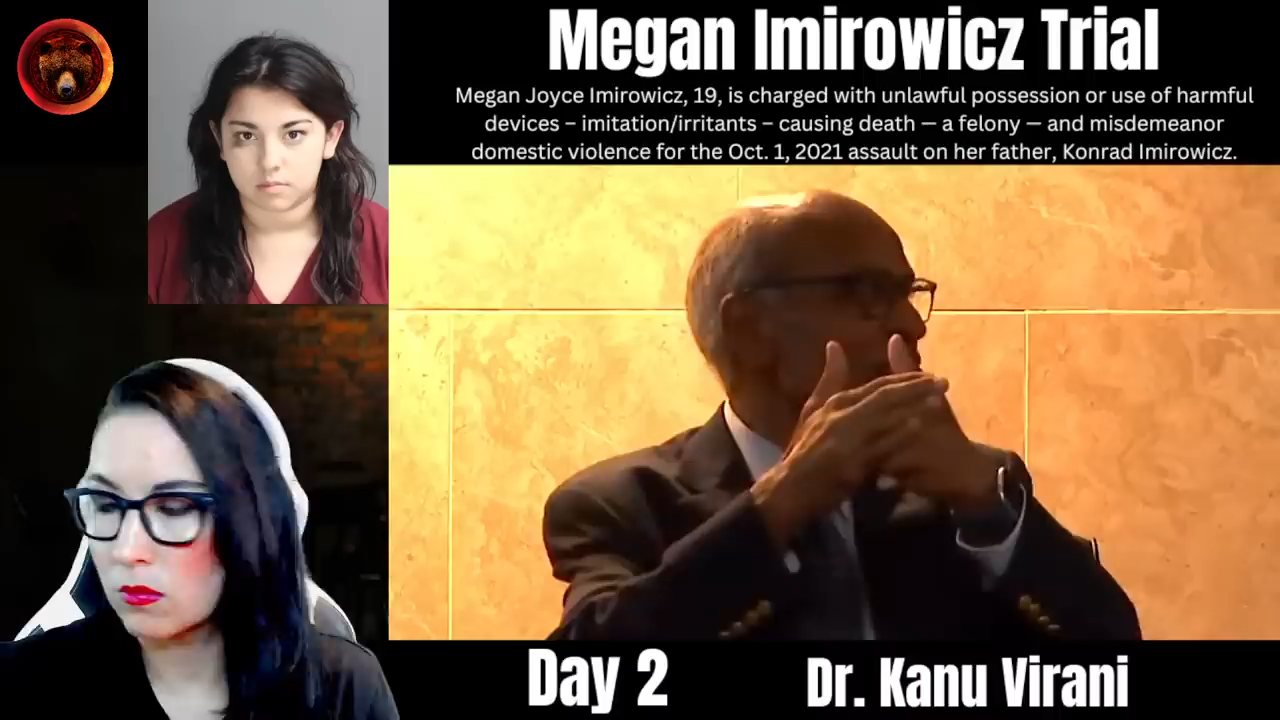 Megan Imirowicz Trial
Megan Joyce Imirowicz, 19, is charged with unlawful possession or use of harmful
devices – imitation/irritants – causing death — a felony — and misdemeanor
domestic violence for the Oct. 1, 2021 assault on her father, Konrad Imirowicz.
Day 2
Dr. Kanu Virani